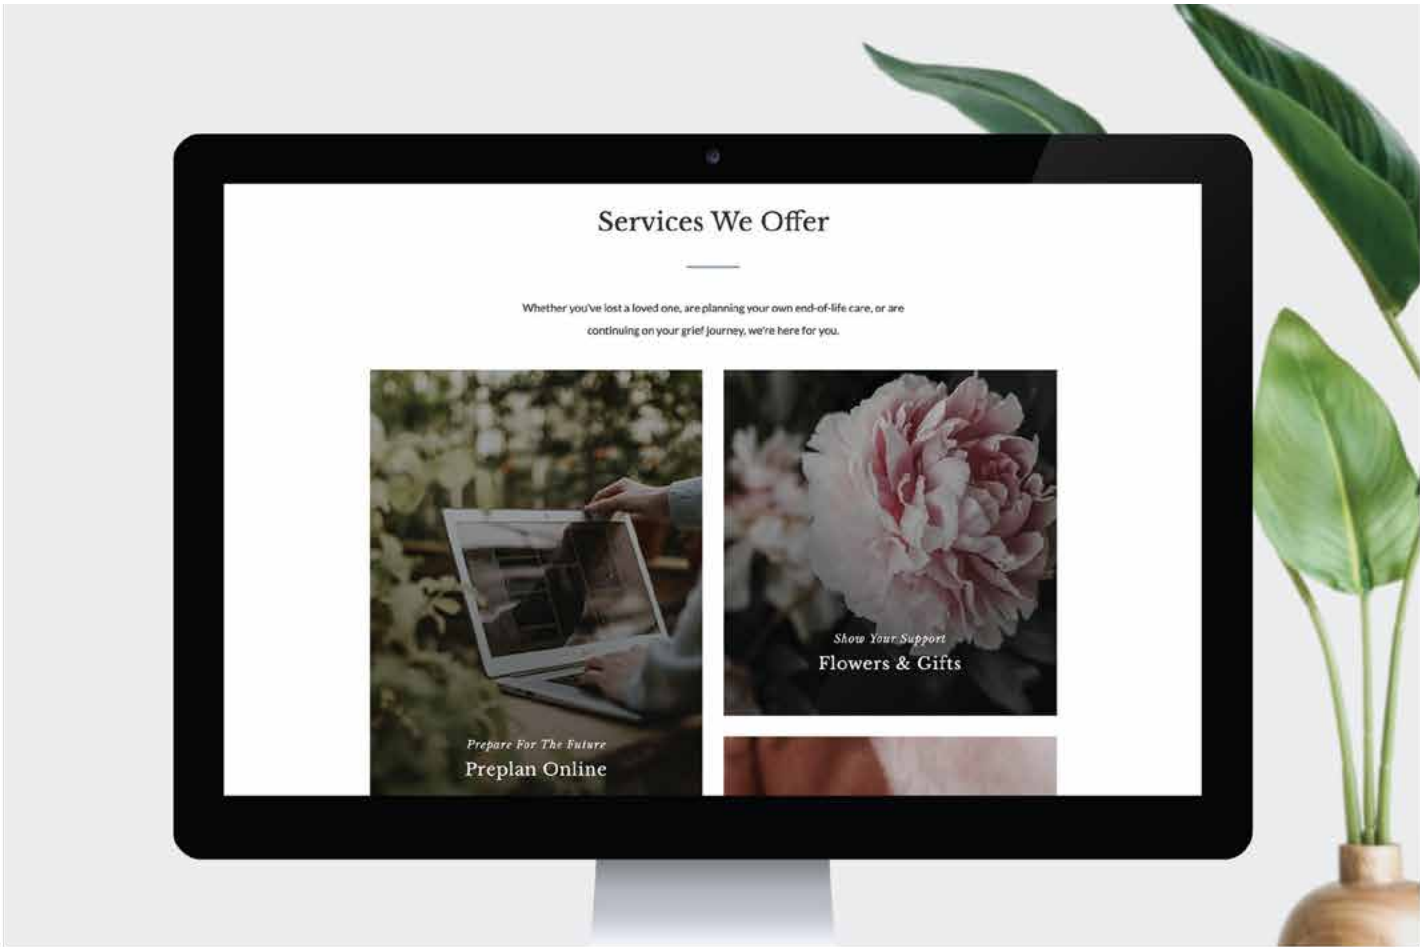 Services We Offer
Whether you've lost a loved one, are planning your own end-of-life care, or are
continuing on your grief journey, we're here for you.
Show Your Support
Flowers & Gifts
Prepare For The Future
Preplan Online